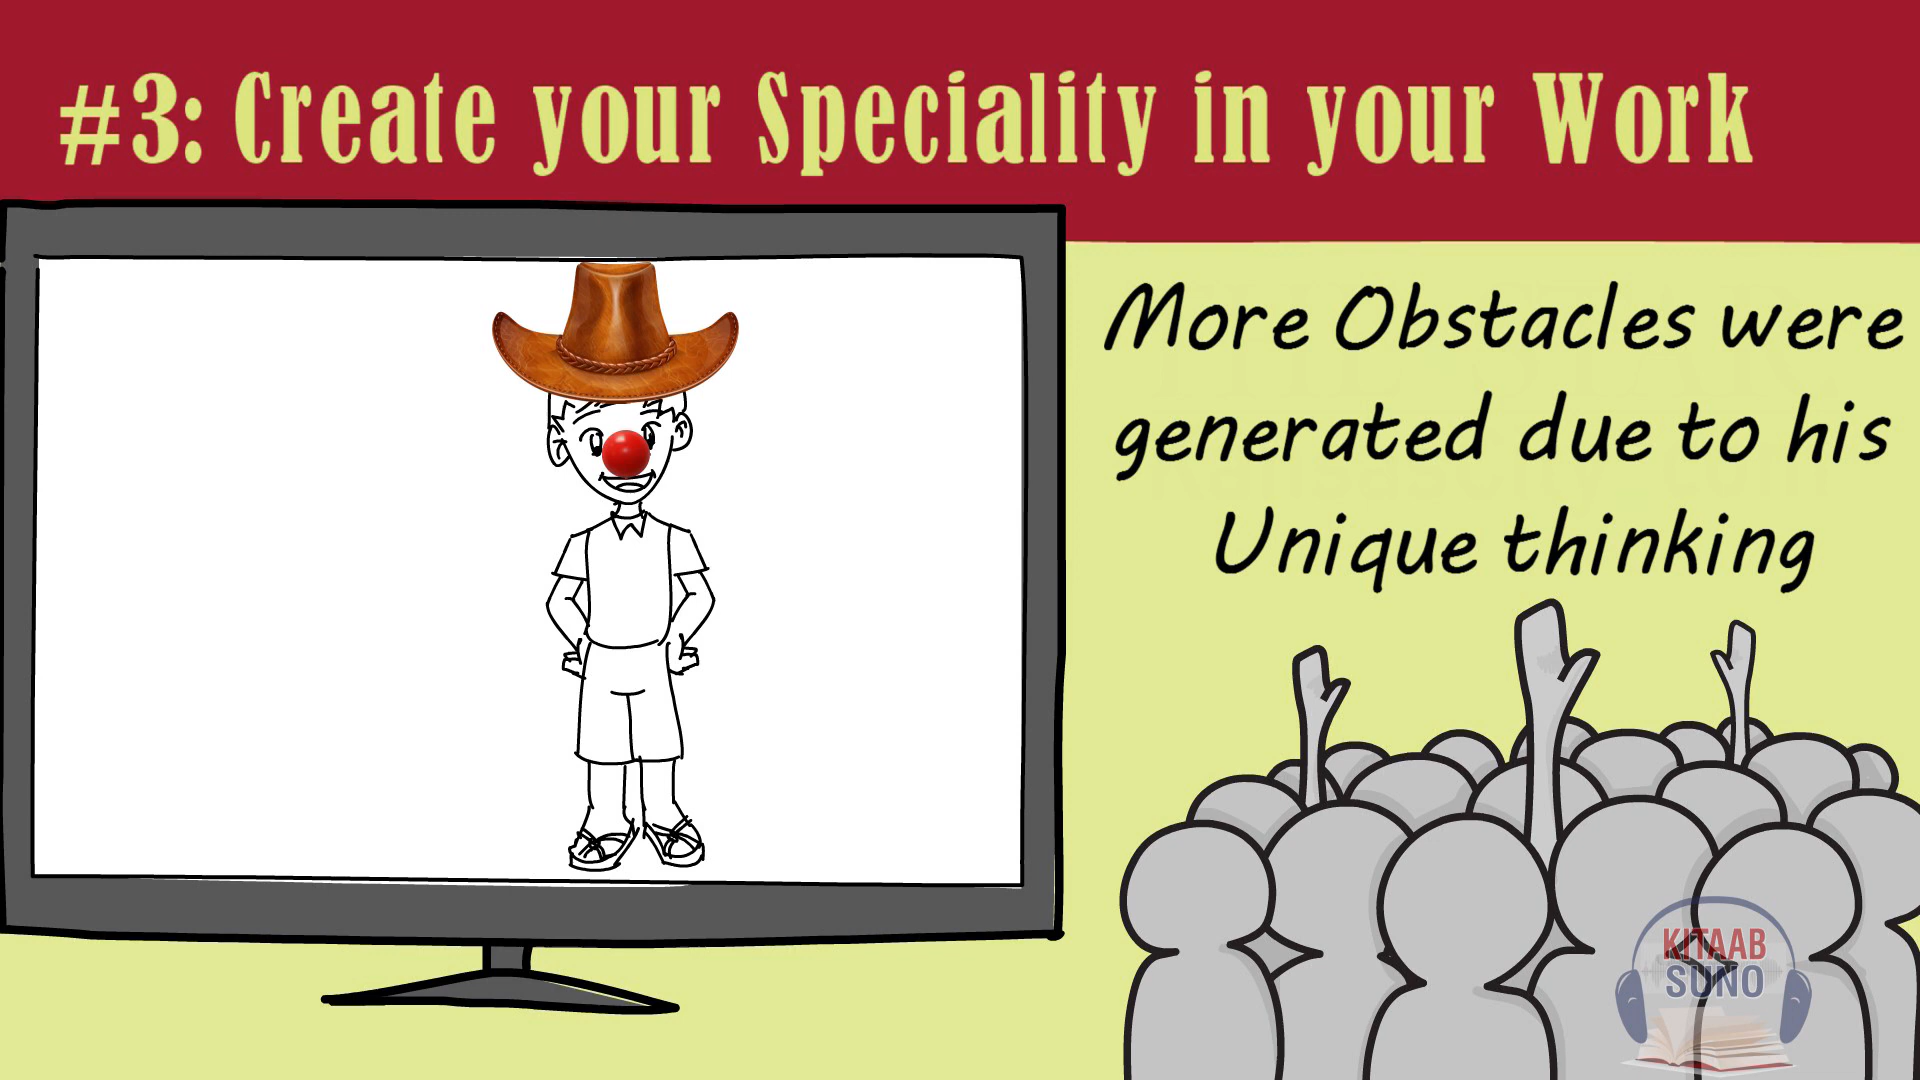 #3: Create your Speciality in your Work
More Obstacles were
generated due to his
Unique thinking
KITAAB
SUNO